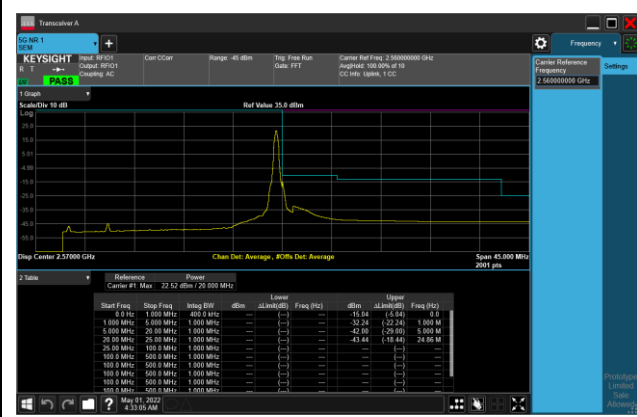 Transceiver A
5G NR 1
SEM
Frequency
KEYSIGHT
Input: RFIO1
Output: RFIO1
Coupling: AC
Corr CCorr
Range: -45 dBm
Trig: Free Run
Gate: FFT
Carrier Ref Freq: 2.560000000 GHz
Avg|Hold: 100.00% of 10
CC Info: Uplink, 1 CC
R T
PASS
Carrier Reference
Frequency
2.560000000 GHz
Settings
1 Graph
Scale/Div 10 dB
Ref Value 35.0 dBm
Log
25.0
15.0
5.01
-4.99
-15.0
-25.0
-35.0
-45.0
-55.0
Disp Center 2.57000 GHz
Chan Det: Average, #Offs Det: Average
Span 45.000 MHz
2001 pts
2 Table
Reference Power
Carrier #1 Max 22.52 dBm / 20.000 MHz
Lower Upper
Start Freq Stop Freq Integ BW dBm ΔLimit(dB) Freq (Hz) dBm ΔLimit(dB) Freq (Hz)
0.0 Hz 1.000 MHz 400.0 kHz --- (---) --- -15.04 (-5.04) 0.0
1.000 MHz 5.000 MHz 1.000 MHz --- (---) --- -32.24 (-22.24) 1.000 M
5.000 MHz 20.00 MHz 1.000 MHz --- (---) --- -42.00 (-29.00) 5.000 M
20.00 MHz 25.00 MHz 1.000 MHz --- (---) --- -43.44 (-18.44) 24.86 M
25.00 MHz 100.0 MHz 1.000 MHz --- (---) --- --- (---) ---
100.0 MHz 500.0 MHz 1.000 MHz --- (---) --- --- (---) ---
100.0 MHz 500.0 MHz 1.000 MHz --- (---) --- --- (---) ---
100.0 MHz 500.0 MHz 1.000 MHz --- (---) --- --- (---) ---
100.0 MHz 500.0 MHz 1.000 MHz --- (---) --- --- (---) ---
100.0 MHz 500.0 MHz 1.000 MHz --- (---) --- --- (---) ---
Prototype
Limited
Sale
Allowed
May 01, 2022
4:33:05 AM